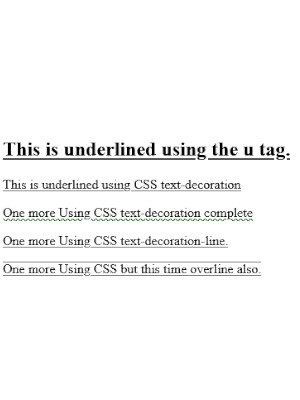 This is underlined using the u tag.
This is underlined using CSS text-decoration
One more Using CSS text-decoration complete
One more Using CSS text-decoration-line.
One more Using CSS but this time overline also.